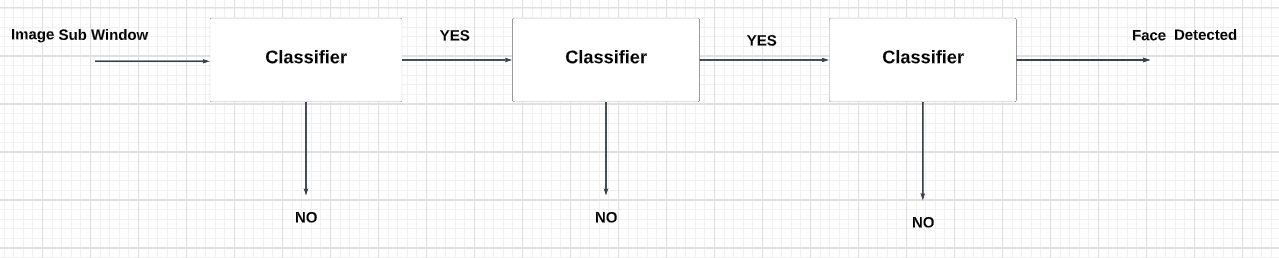 Image Sub Window
Classifier
YES
Classifier
YES
Classifier
Face Detected
NO
NO
NO